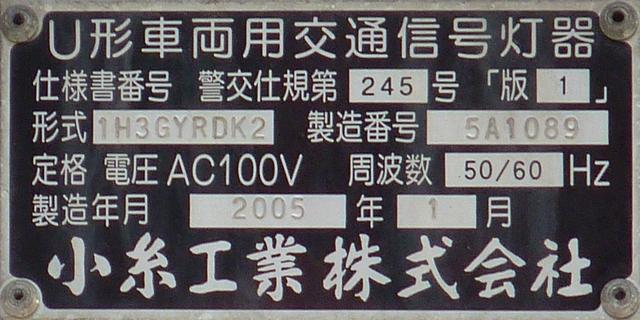 U形車両用交通信号灯器
仕様書番号 警交仕規第 245 号 「版 1 」
形式 1H3GYRDK2 製造番号 5A1089
定格 電圧 AC100V 周波数 50/60 Hz
製造年月 2005 年 1 月
小糸工業株式会社